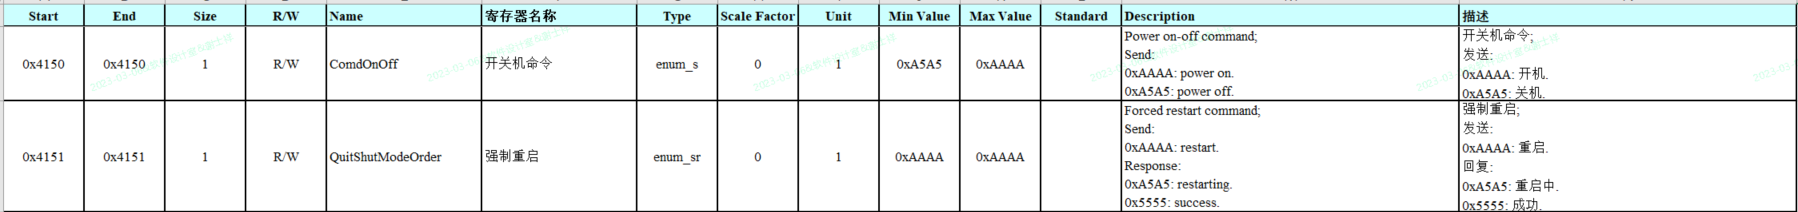 Start End Size R/W Name 寄存器名称 Type Scale Factor Unit Min Value Max Value Standard Description 描述
0x4150 0x4150 1 R/W ComdOnOff 开关机命令 enum_s 0 1 0xA5A5 0xAAAA
Power on-off command;
Send:
0xAAAA: power on.
0xA5A5: power off.
开关机命令;
发送:
0xAAAA: 开机.
0xA5A5: 关机.
0x4151 0x4151 1 R/W QuitShutModeOrder 强制重启 enum_sr 0 1 0xAAAA 0xAAAA
Forced restart command;
Send:
0xAAAA: restart.
Response:
0xA5A5: restarting.
0x5555: success.
强制重启;
发送:
0xAAAA: 重启.
回复:
0xA5A5: 重启中.
0x5555: 成功.